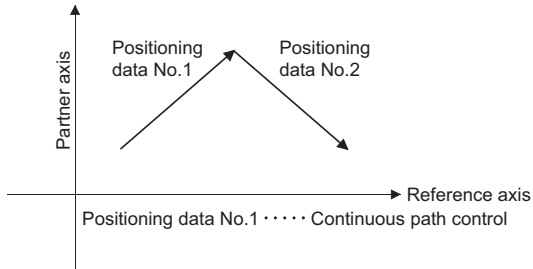 Partner axis
Positioning
data No.1
Positioning
data No.2
Reference axis
Positioning data No.1 ····· Continuous path control